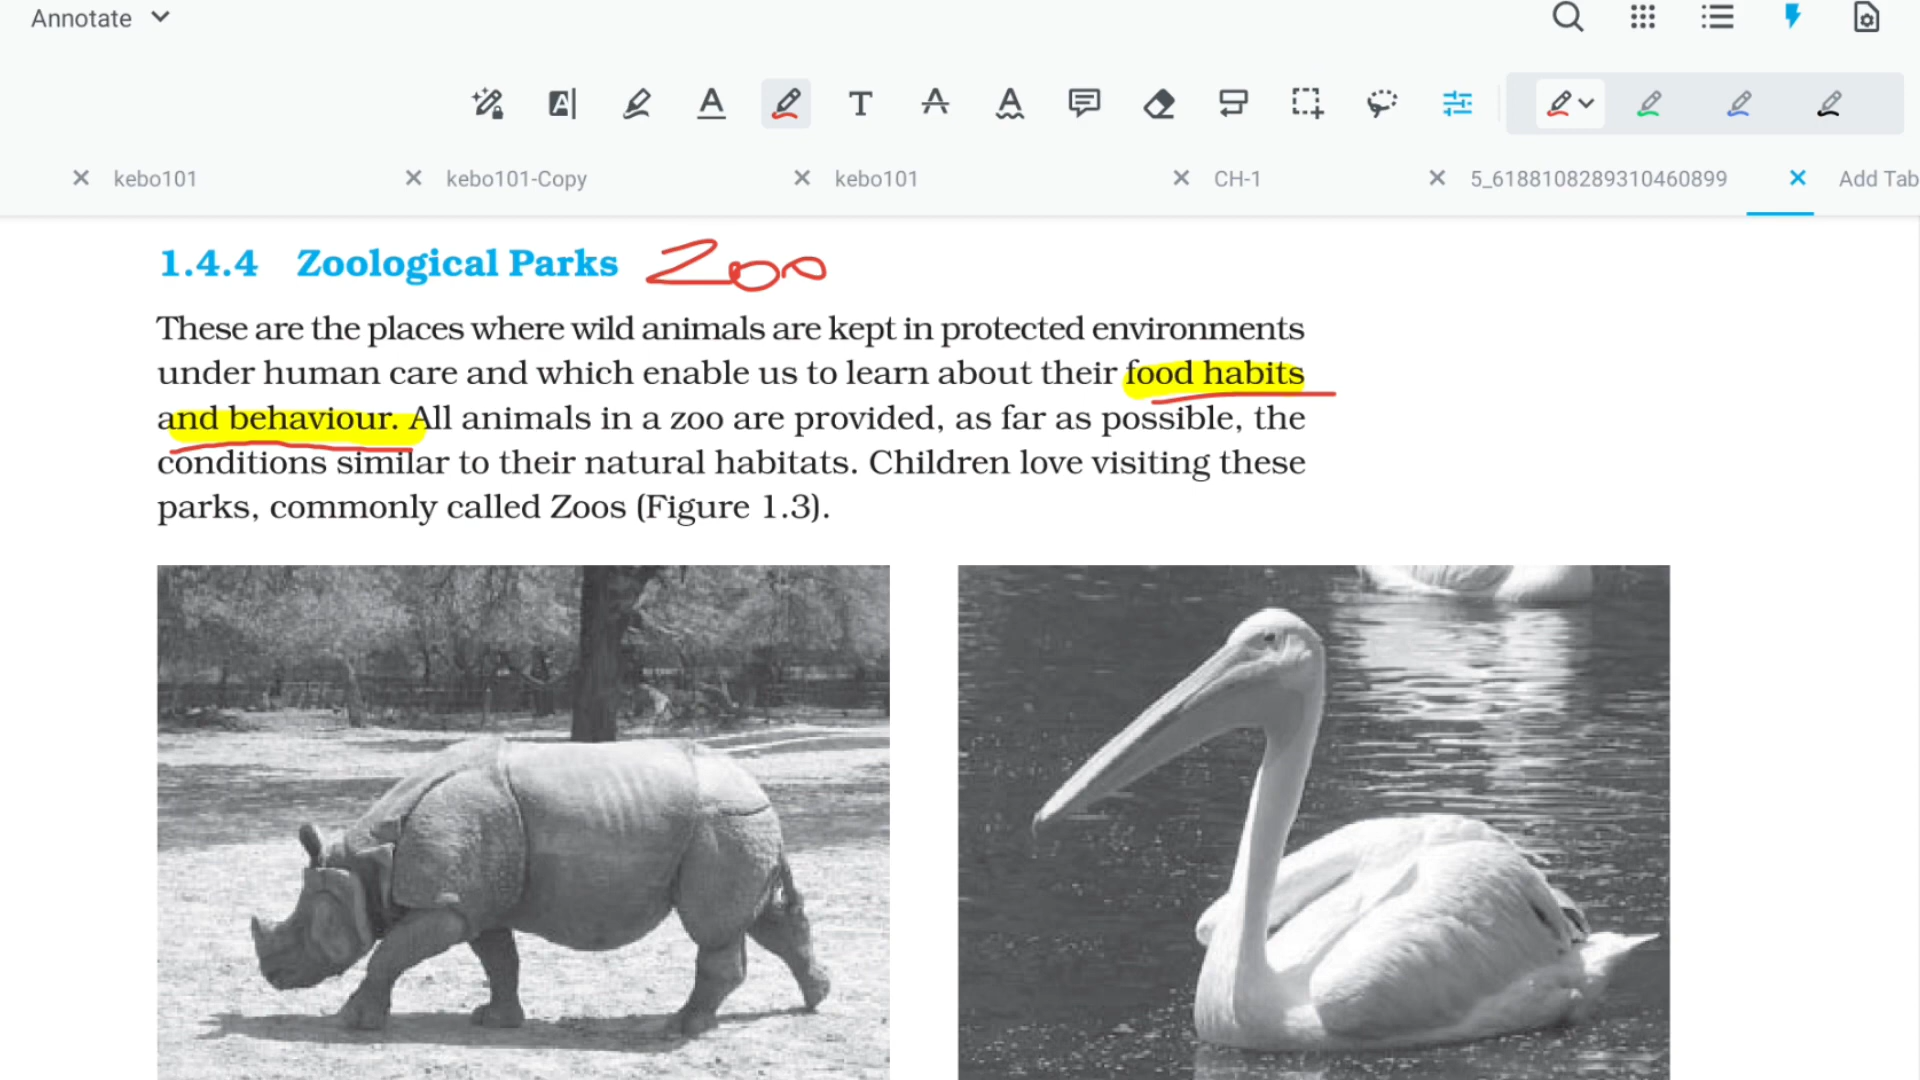 Annotate
kebo101 kebo101-Copy kebo101 CH-1 5_6188108289310460899 Add Tab
1.4.4 Zoological Parks Zoo
These are the places where wild animals are kept in protected environments
under human care and which enable us to learn about their food habits
and behaviour. All animals in a zoo are provided, as far as possible, the
conditions similar to their natural habitats. Children love visiting these
parks, commonly called Zoos (Figure 1.3).